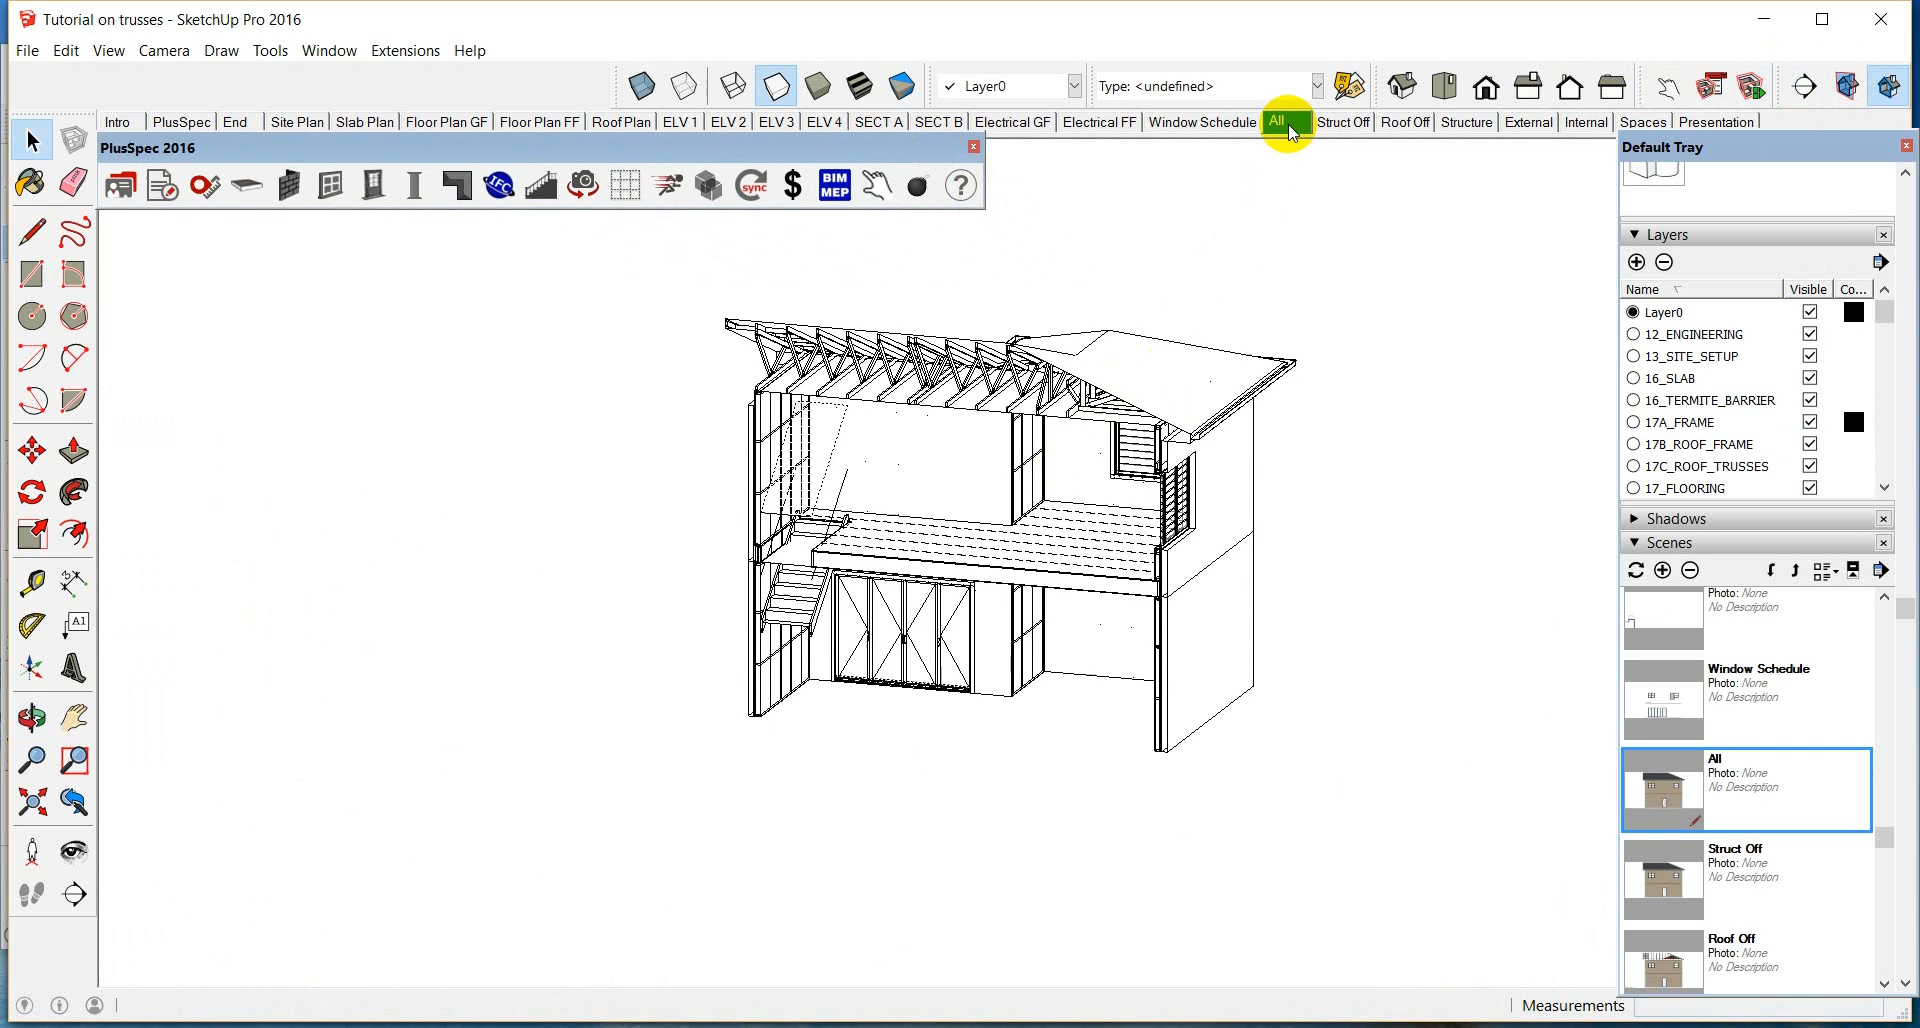 Tutorial on trusses - SketchUp Pro 2016
File Edit View Camera Draw Tools Window Extensions Help
Layer0
Type: <undefined>
Intro PlusSpec End Site Plan Slab Plan Floor Plan GF Floor Plan FF Roof Plan ELV 1 ELV 2 ELV 3 ELV 4 SECT A SECT B Electrical GF Electrical FF Window Schedule All Struct Off Roof Off Structure External Internal Spaces Presentation
PlusSpec 2016
Default Tray
IFC
sync
$
BIM
MEP
?
Layers
Name Visible Co...
Layer0
12_ENGINEERING
13_SITE_SETUP
16_SLAB
16_TERMITE_BARRIER
17A_FRAME
17B_ROOF_FRAME
17C_ROOF_TRUSSES
17_FLOORING
Shadows
Scenes
Photo: None
No Description
Window Schedule
Photo: None
No Description
All
Photo: None
No Description
Struct Off
Photo: None
No Description
Roof Off
Photo: None
No Description
A1
Measurements